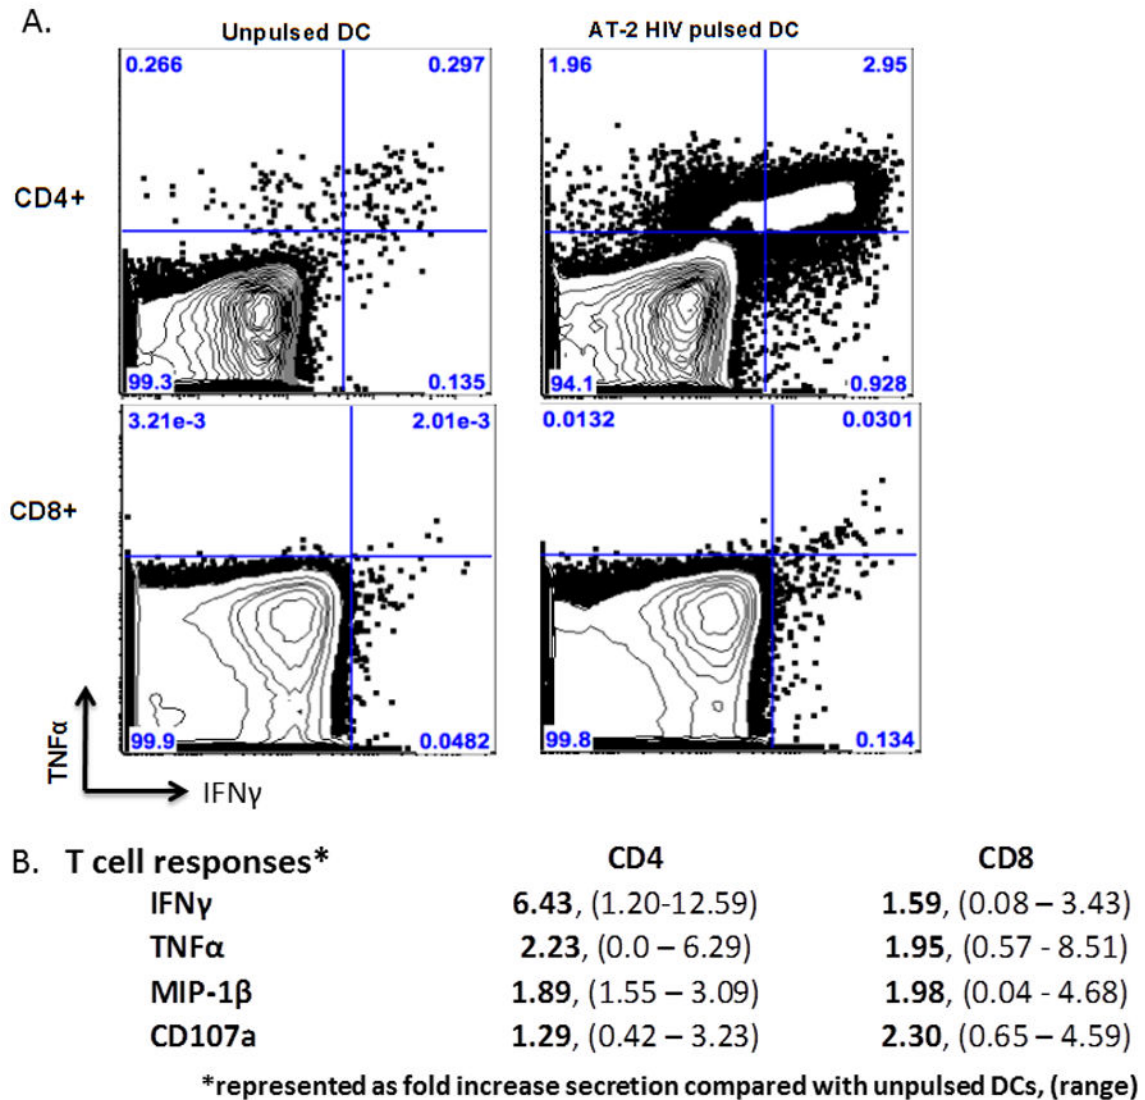 A.
Unpulsed DC AT-2 HIV pulsed DC
0.266 0.297 1.96 2.95
CD4+
99.3 0.135 94.1 0.928
3.21e-3 2.01e-3 0.0132 0.0301
CD8+
99.9 0.0482 99.8 0.134
TNFα
IFNγ
B. T cell responses* CD4 CD8
IFNγ 6.43, (1.20-12.59) 1.59, (0.08 – 3.43)
TNFα 2.23, (0.0 – 6.29) 1.95, (0.57 - 8.51)
MIP-1β 1.89, (1.55 – 3.09) 1.98, (0.04 - 4.68)
CD107a 1.29, (0.42 – 3.23) 2.30, (0.65 – 4.59)
*represented as fold increase secretion compared with unpulsed DCs, (range)